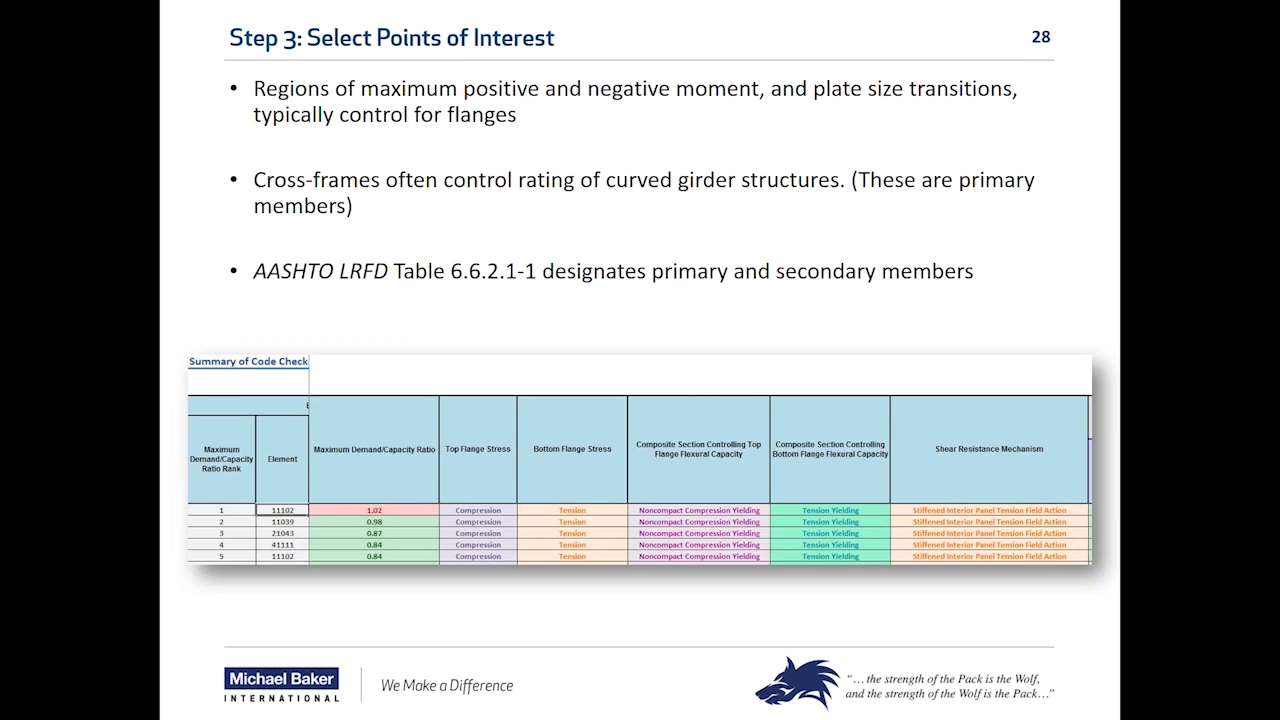 Step 3: Select Points of Interest
28
• Regions of maximum positive and negative moment, and plate size transitions,
typically control for flanges
• Cross-frames often control rating of curved girder structures. (These are primary
members)
• AASHTO LRFD Table 6.6.2.1-1 designates primary and secondary members
Summary of Code Check
Maximum Demand/Capacity Ratio Rank Element Maximum Demand/Capacity Ratio Top Flange Stress Bottom Flange Stress Composite Section Controlling Top Flange Flexural Capacity Composite Section Controlling Bottom Flange Flexural Capacity Shear Resistance Mechanism
1 11102 1.02 Compression Tension Noncompact Compression Yielding Tension Yielding Stiffened Interior Panel Tension Field Action
2 11039 0.98 Compression Tension Noncompact Compression Yielding Tension Yielding Stiffened Interior Panel Tension Field Action
3 21043 0.87 Compression Tension Noncompact Compression Yielding Tension Yielding Stiffened Interior Panel Tension Field Action
4 41111 0.84 Compression Tension Noncompact Compression Yielding Tension Yielding Stiffened Interior Panel Tension Field Action
5 11102 0.84 Compression Tension Noncompact Compression Yielding Tension Yielding Stiffened Interior Panel Tension Field Action
Michael Baker
INTERNATIONAL
We Make a Difference
“…the strength of the Pack is the Wolf,
and the strength of the Wolf is the Pack…”